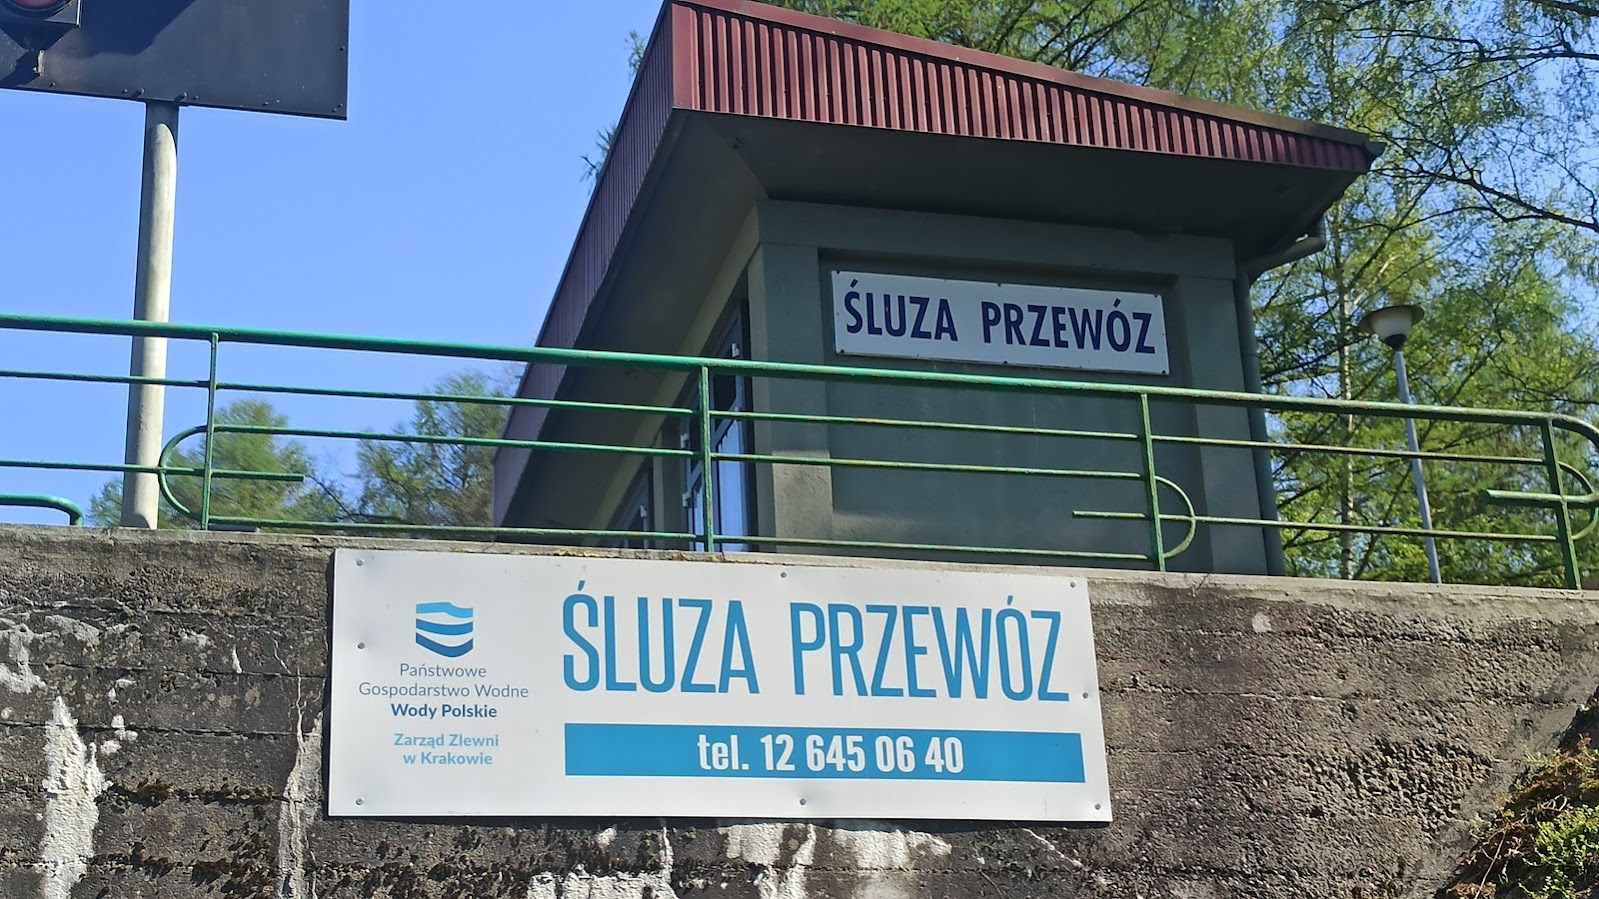 ŚLUZA PRZEWÓZ
Państwowe
Gospodarstwo Wodne
Wody Polskie
Zarząd Zlewni
w Krakowie
ŚLUZA PRZEWÓZ
tel. 12 645 06 40